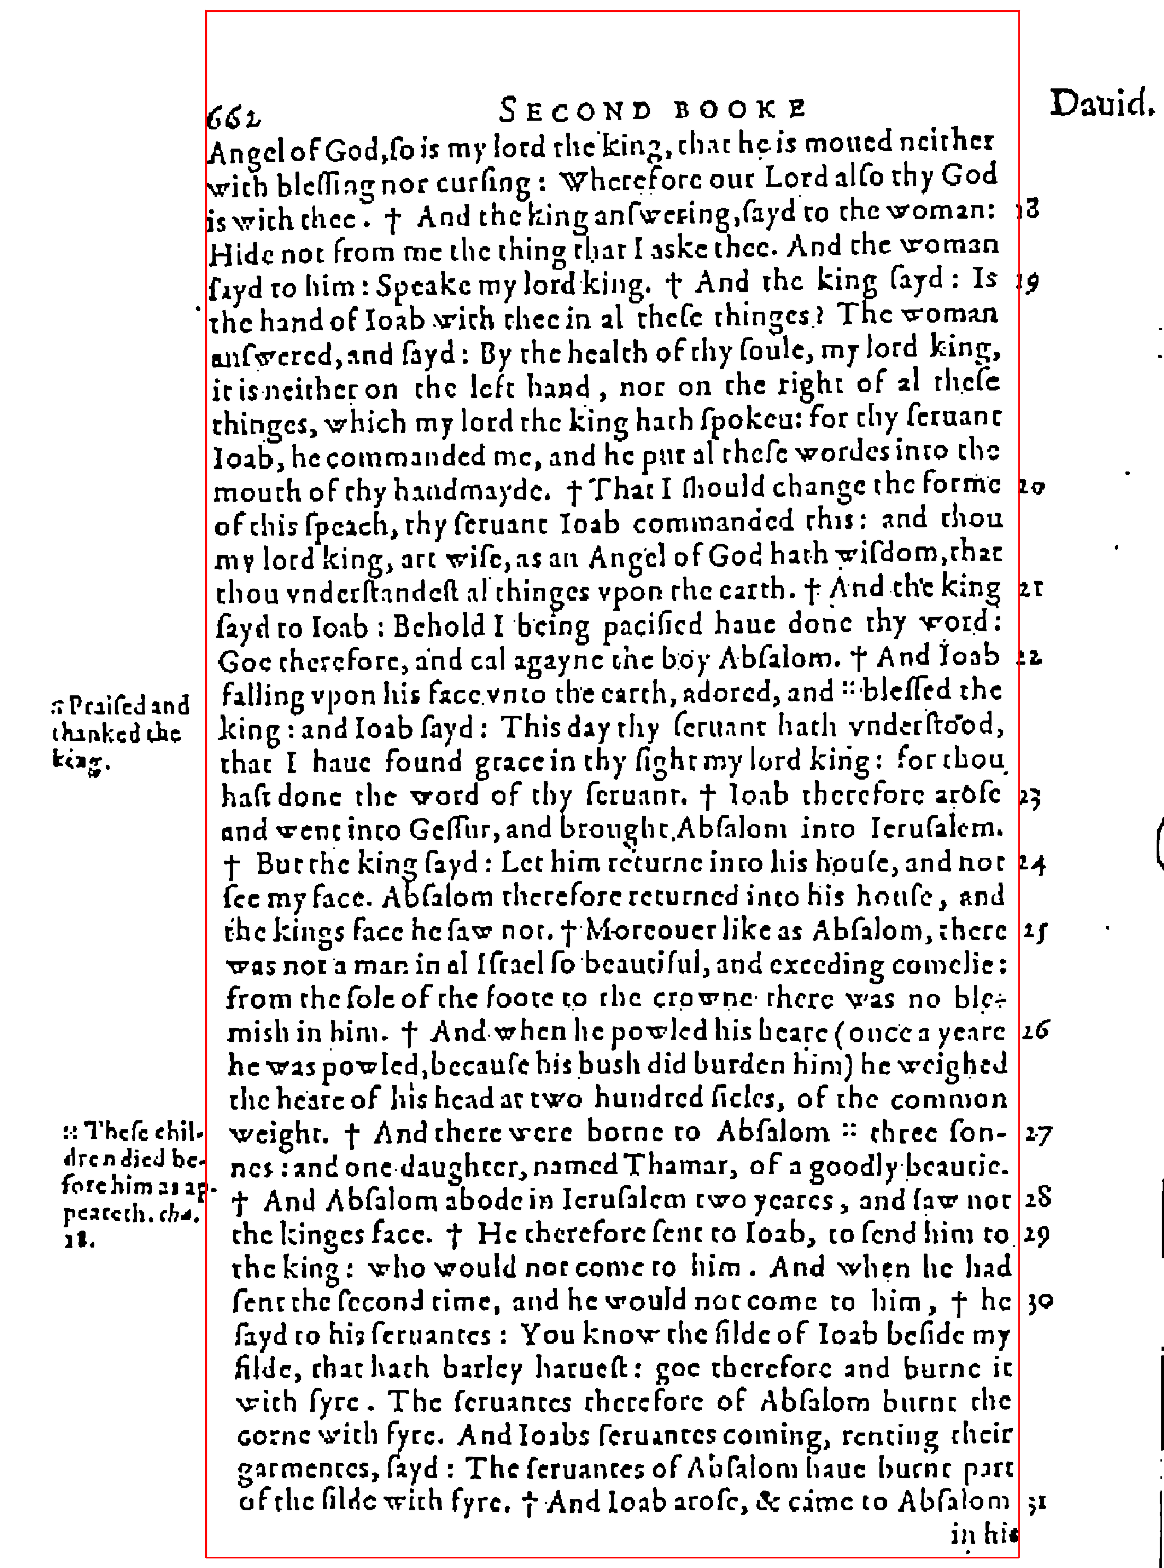 662 SECOND BOOKE Dauid.
Angel of God, ſo is my lord the king, that he is moued neither
with bleſſing nor curſing: Wherefore our Lord alſo thy God
is with thee. † And the king anſwering, ſayd to the woman: 18
Hide not from me the thing that I aske thee. And the woman
ſayd to him: Speake my lord king. † And the king ſayd: Is 19
the hand of Ioab with thee in al theſe thinges? The woman
anſwered, and ſayd: By the health of thy ſoule, my lord king,
it is neither on the left hand, nor on the right of al theſe
thinges, which my lord the king hath ſpoken: for thy ſeruant
Ioab, he commanded me, and he put al theſe wordes into the
mouth of thy handmayde. † That I ſhould change the forme 20
of this ſpeach, thy ſeruant Ioab commanded this: and thou
my lord king, art wiſe, as an Angel of God hath wiſdom, that
thou vnderſtandeſt al thinges vpon the earth. † And the king 21
ſayd to Ioab: Behold I being pacified haue done thy word:
Goe therefore, and cal agayne the boy Abſalom. † And Ioab 22
falling vpon his face vnto the earth, adored, and :: bleſſed the
king: and Ioab ſayd: This day thy ſeruant hath vnderſtood,
that I haue found grace in thy ſight my lord king: for thou
haſt done the word of thy ſeruant. † Ioab therefore aroſe 23
and went into Geſſur, and brought Abſalom into Ieruſalem.
† But the king ſayd: Let him returne into his houſe, and not 24
ſee my face. Abſalom therefore returned into his houſe, and
the kings face he ſaw not. † Moreouer like as Abſalom, there 25
was not a man in al Iſrael ſo beautiful, and exceding comelie:
from the ſole of the foote to the crowne there was no ble-
mish in him. † And when he powled his heare (once a yeare 26
he was powled, becauſe his bush did burden him) he weighed
the heare of his head at two hundred ſicles, of the common
weight. † And there were borne to Abſalom :: three ſon- 27
nes: and one daughter, named Thamar, of a goodly beautie.
† And Abſalom abode in Ieruſalem two yeares, and ſaw not 28
the kinges face. † He therefore ſent to Ioab, to ſend him to 29
the king: who would not come to him. And when he had
ſent the ſecond time, and he would not come to him, † he 30
ſayd to his ſeruantes: You know the filde of Ioab beſide my
filde, that hath barley harueſt: goe therefore and burne it
with fyre. The ſeruantes therefore of Abſalom burnt the
corne with fyre. And Ioabs ſeruantes coming, renting their
garmentes, ſayd: The ſeruantes of Abſalom haue burnt part
of the filde with fyre. † And Ioab aroſe, & came to Abſalom 31
in his
:: Praiſed and
thanked the
king.
:: Theſe chil-
dren died be-
fore him as ap-
peareth. cha.
18.